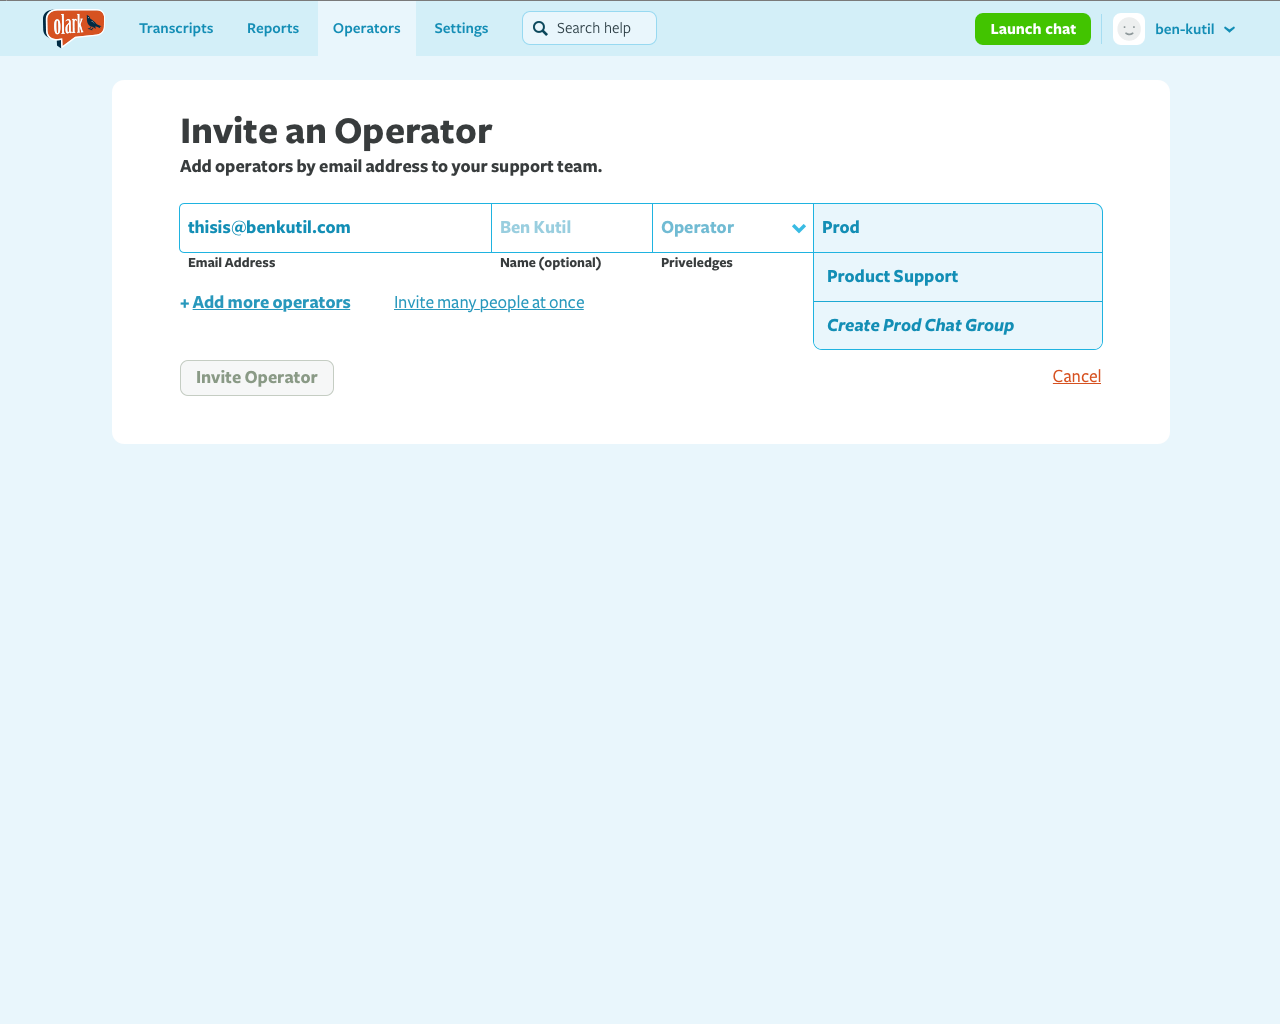 olark Transcripts Reports Operators Settings Search help Launch chat ben-kutil
Invite an Operator
Add operators by email address to your support team.
thisis@benkutil.com Ben Kutil Operator Prod
Email Address Name (optional) Priveledges
Product Support
+ Add more operators Invite many people at once
Create Prod Chat Group
Invite Operator Cancel